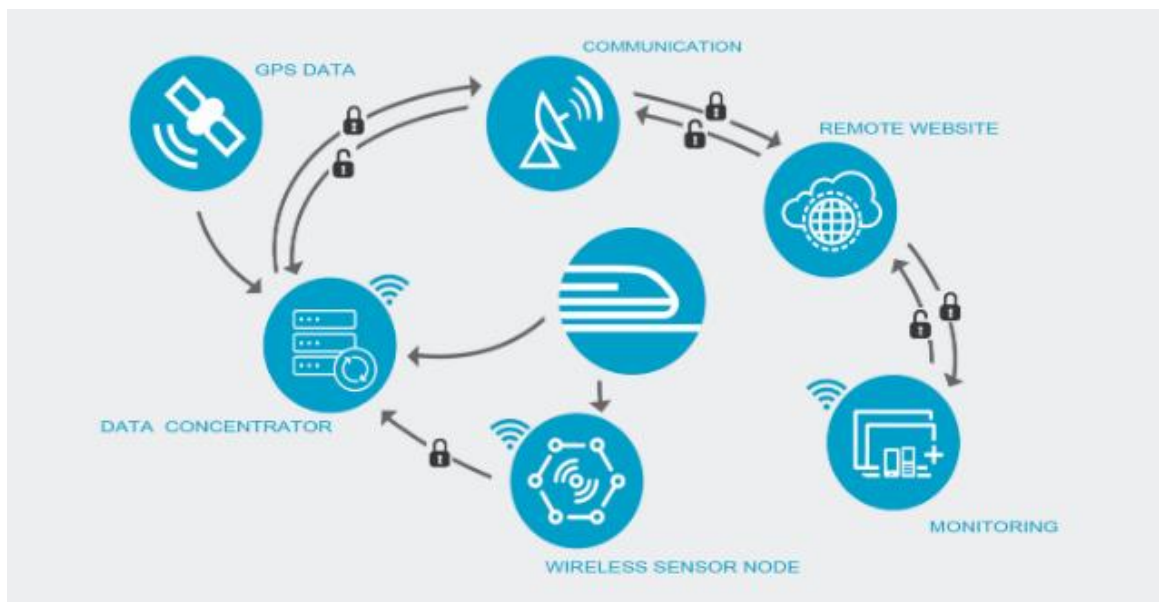 COMMUNICATION
GPS DATA
REMOTE WEBSITE
DATA CONCENTRATOR
MONITORING
WIRELESS SENSOR NODE